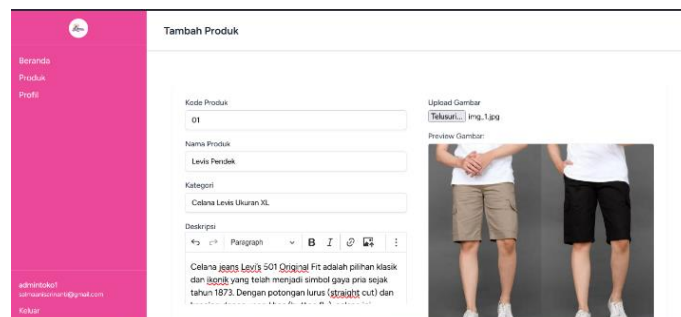 Tambah Produk
Beranda
Produk
Profil
Kode Produk
01
Nama Produk
Levis Pendek
Kategori
Celana Levis Ukuran XL
Deskripsi
Paragraph
B I
Celana jeans Levi's 501 Original Fit adalah pilihan klasik
dan ikonik yang telah menjadi simbol gaya pria sejak
tahun 1873. Dengan potongan lurus (straight cut) dan
Upload Gambar
Telusuri... img_1.jpg
Preview Gambar:
admintoko1
Keluar